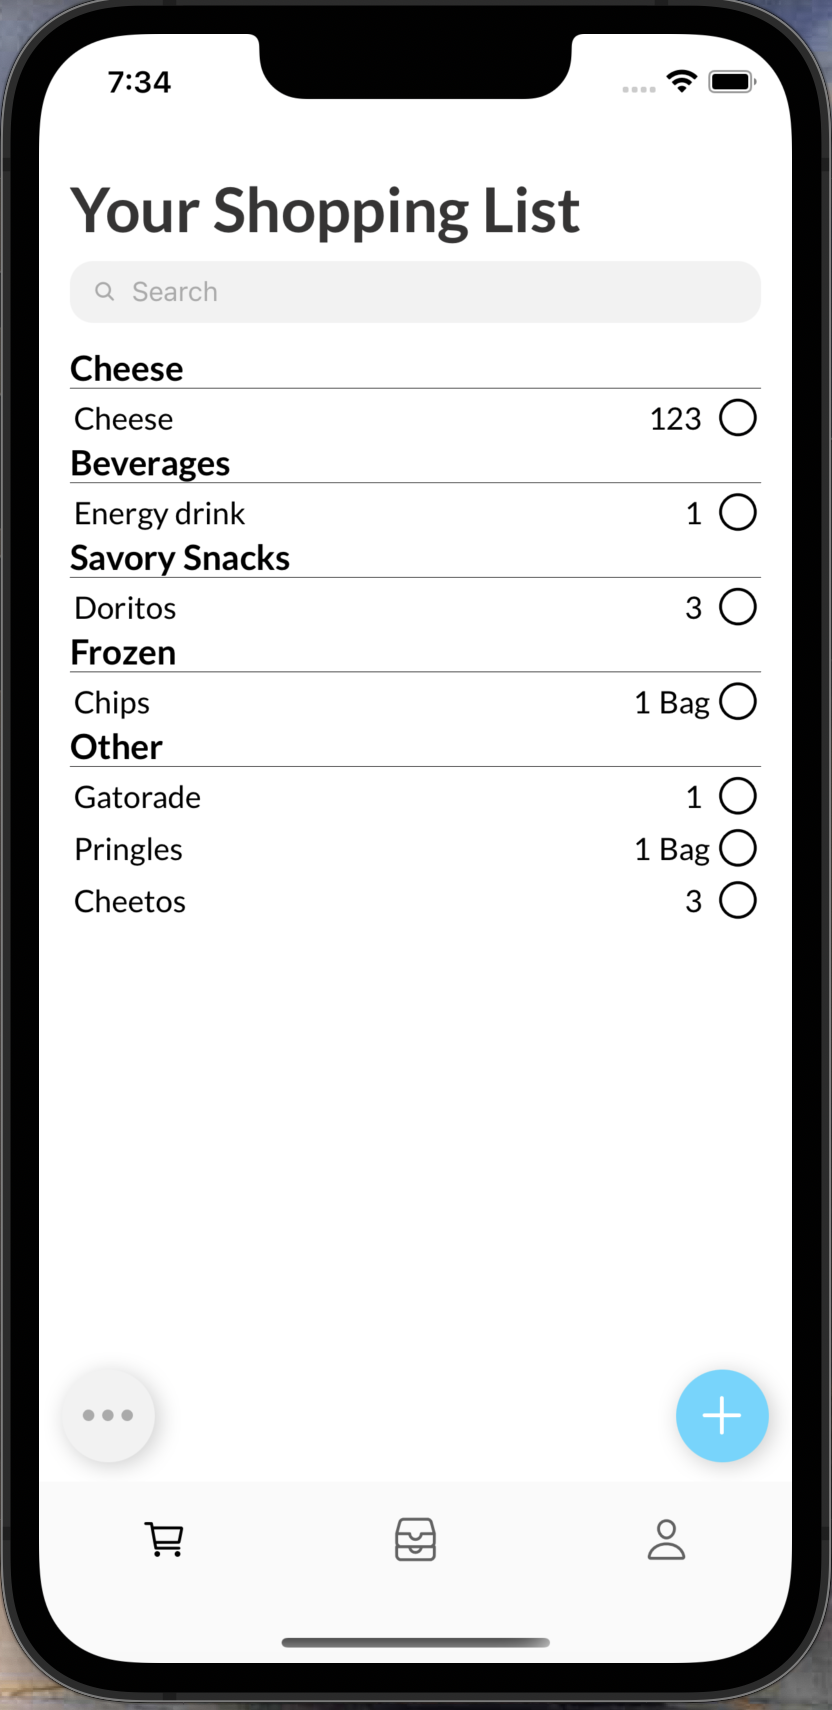 7:34
Your Shopping List
Search
Cheese
Cheese 123
Beverages
Energy drink 1
Savory Snacks
Doritos 3
Frozen
Chips 1 Bag
Other
Gatorade 1
Pringles 1 Bag
Cheetos 3